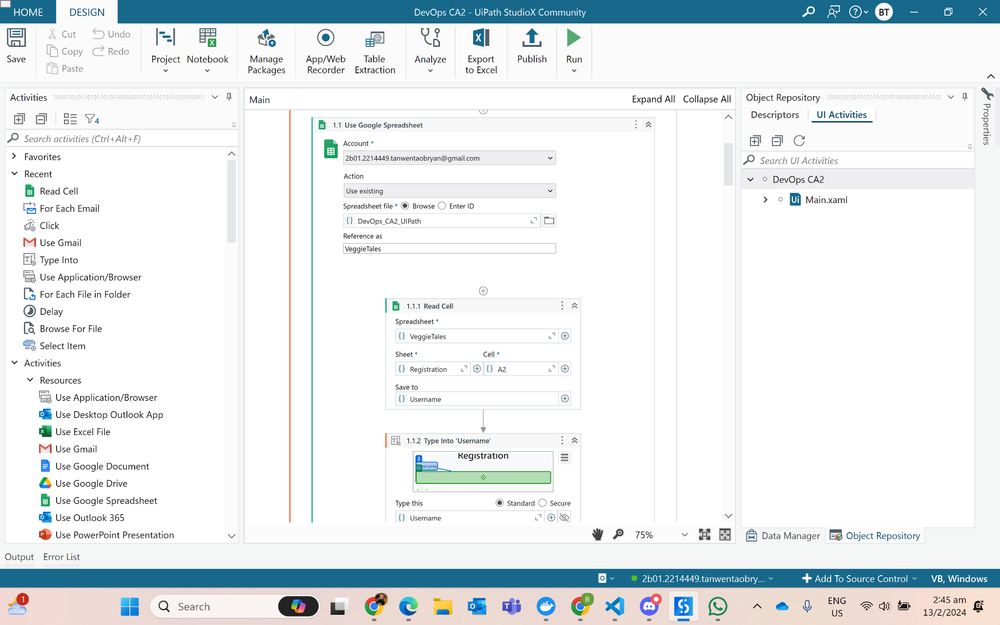 HOME
DESIGN
DevOps CA2 - UiPath StudioX Community
BT
Save
Cut
Copy
Paste
Undo
Redo
Project
Notebook
Manage
Packages
App/Web
Recorder
Table
Extraction
Analyze
Export
to Excel
Publish
Run
Activities
4
Search activities (Ctrl+Alt+F)
Favorites
Recent
Read Cell
For Each Email
Click
Use Gmail
Type Into
Use Application/Browser
For Each File in Folder
Delay
Browse For File
Select Item
Activities
Resources
Use Application/Browser
Use Desktop Outlook App
Use Excel File
Use Gmail
Use Google Document
Use Google Drive
Use Google Spreadsheet
Use Outlook 365
Use PowerPoint Presentation
Main
Expand All
Collapse All
1.1 Use Google Spreadsheet
Account *
2b01.2214449.tanwentaobryan@gmail.com
Action
Use existing
Spreadsheet file * Browse Enter ID
DevOps_CA2_UIPath
Reference as
VeggieTales
1.1.1 Read Cell
Spreadsheet *
VeggieTales
Sheet * Cell *
Registration A2
Save to
Username
1.1.2 Type Into 'Username'
Registration
Type this Standard Secure
Username
75%
Object Repository
Descriptors
UI Activities
Search UI Activities
DevOps CA2
Ui Main.xaml
Properties
Data Manager
Object Repository
Output
Error List
2b01.2214449.tanwentaobry...
Add To Source Control
VB, Windows
1
Search
B
ENG
US
2:45 am
13/2/2024